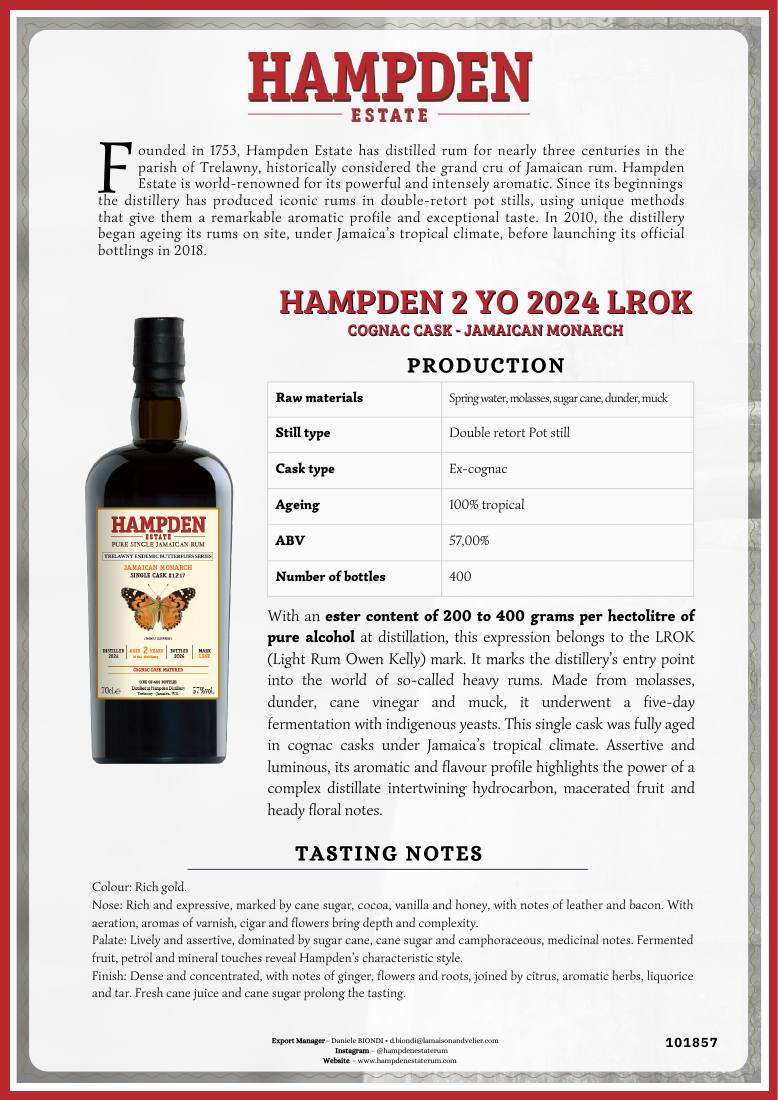 HAMPDEN
ESTATE
Founded in 1753, Hampden Estate has distilled rum for nearly three centuries in the
parish of Trelawny, historically considered the grand cru of Jamaican rum. Hampden
Estate is world-renowned for its powerful and intensely aromatic. Since its beginnings
the distillery has produced iconic rums in double-retort pot stills, using unique methods
that give them a remarkable aromatic profile and exceptional taste. In 2010, the distillery
began ageing its rums on site, under Jamaica's tropical climate, before launching its official
bottlings in 2018.
HAMPDEN 2 YO 2024 LROK
COGNAC CASK - JAMAICAN MONARCH
PRODUCTION
Raw materials Spring water, molasses, sugar cane, dunder, muck
Still type Double retort Pot still
Cask type Ex-cognac
Ageing 100% tropical
ABV 57,00%
Number of bottles 400
HAMPDEN
ESTATE
PURE SINGLE JAMAICAN RUM
TRELAWNY ENDEMIC BUTTERFLIES SERIES
JAMAICAN MONARCH
SINGLE CASK #1217
DISTILLED AGED 2 YEARS BOTTLED MARK
2024 at the distillery 2026 LROK
COGNAC CASK MATURED
ONE OF 400 BOTTLES
70cl.e Distilled at Hampden Distillery 57%vol.
Trelawny - Jamaica, W.I.
With an ester content of 200 to 400 grams per hectolitre of
pure alcohol at distillation, this expression belongs to the LROK
(Light Rum Owen Kelly) mark. It marks the distillery's entry point
into the world of so-called heavy rums. Made from molasses,
dunder, cane vinegar and muck, it underwent a five-day
fermentation with indigenous yeasts. This single cask was fully aged
in cognac casks under Jamaica's tropical climate. Assertive and
luminous, its aromatic and flavour profile highlights the power of a
complex distillate intertwining hydrocarbon, macerated fruit and
heady floral notes.
TASTING NOTES
Colour: Rich gold.
Nose: Rich and expressive, marked by cane sugar, cocoa, vanilla and honey, with notes of leather and bacon. With
aeration, aromas of varnish, cigar and flowers bring depth and complexity.
Palate: Lively and assertive, dominated by sugar cane, cane sugar and camphoraceous, medicinal notes. Fermented
fruit, petrol and mineral touches reveal Hampden's characteristic style.
Finish: Dense and concentrated, with notes of ginger, flowers and roots, joined by citrus, aromatic herbs, liquorice
and tar. Fresh cane juice and cane sugar prolong the tasting.
Export Manager – Daniele BIONDI • d.biondi@lamaisonandvelier.com
Instagram – @hampdenestaterum
Website – www.hampdenestaterum.com
101857